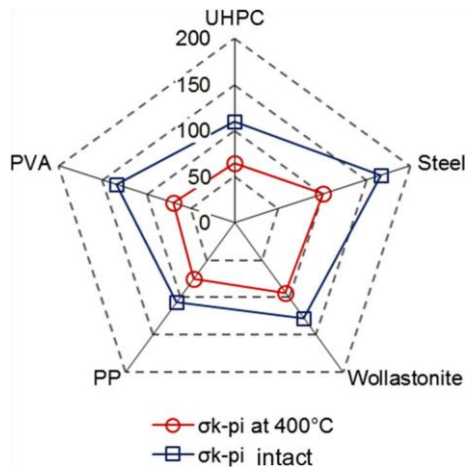 UHPC
200
150
100
50
0
PVA
Steel
PP
Wollastonite
σk-pi at 400°C
σk-pi intact